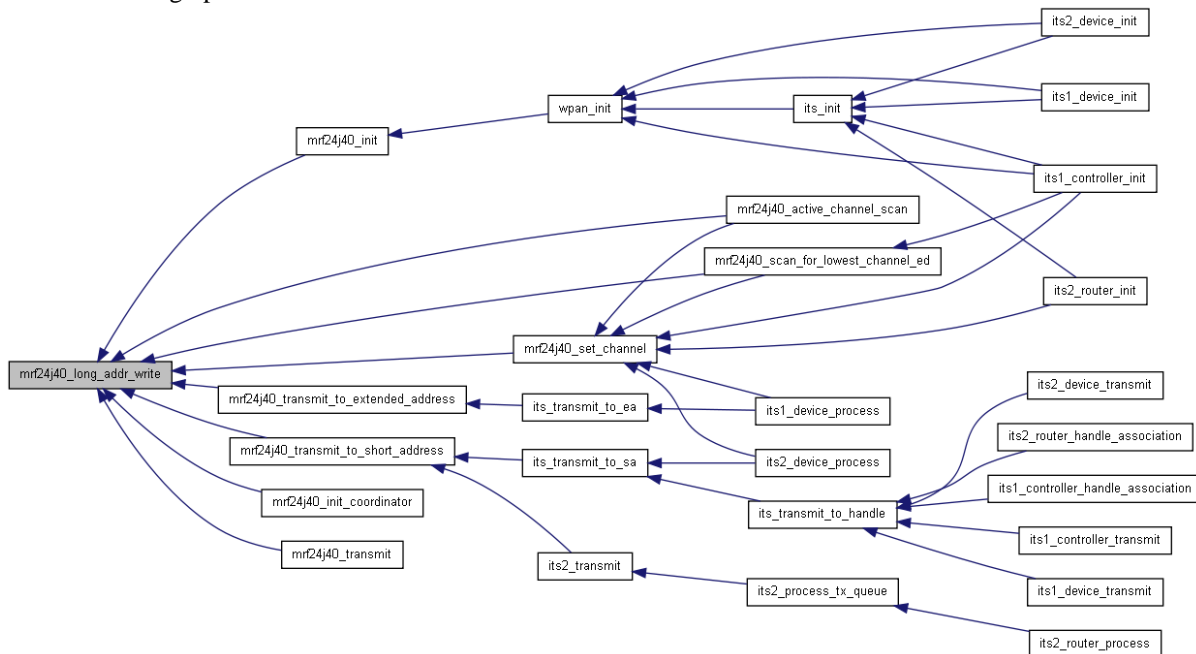 its2_device_init
its1_device_init
wpan_init
its_init
mrf24j40_init
its1_controller_init
mrf24j40_active_channel_scan
mrf24j40_scan_for_lowest_channel_ed
its2_router_init
mrf24j40_set_channel
mrf24j40_long_addr_write
its2_device_transmit
mrf24j40_transmit_to_extended_address
its_transmit_to_ea
its1_device_process
its2_router_handle_association
mrf24j40_transmit_to_short_address
its_transmit_to_sa
its2_device_process
its1_controller_handle_association
mrf24j40_init_coordinator
its_transmit_to_handle
its1_controller_transmit
mrf24j40_transmit
its2_transmit
its1_device_transmit
its2_process_tx_queue
its2_router_process